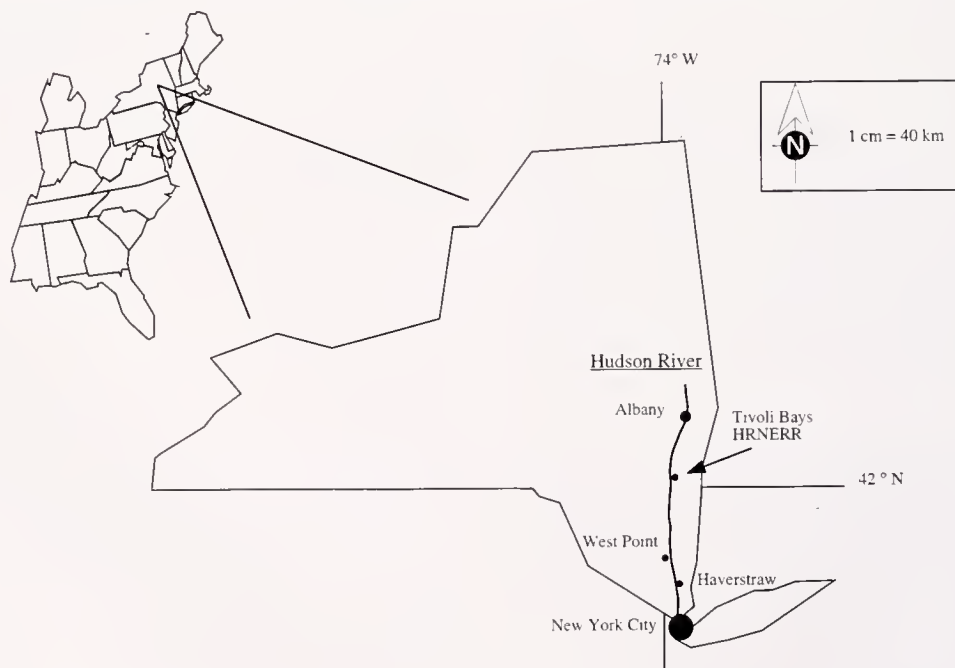 74° W
N
1 cm = 40 km
Hudson River
Albany
Tivoli Bays
HRNERR
42 ° N
West Point
Haverstraw
New York City